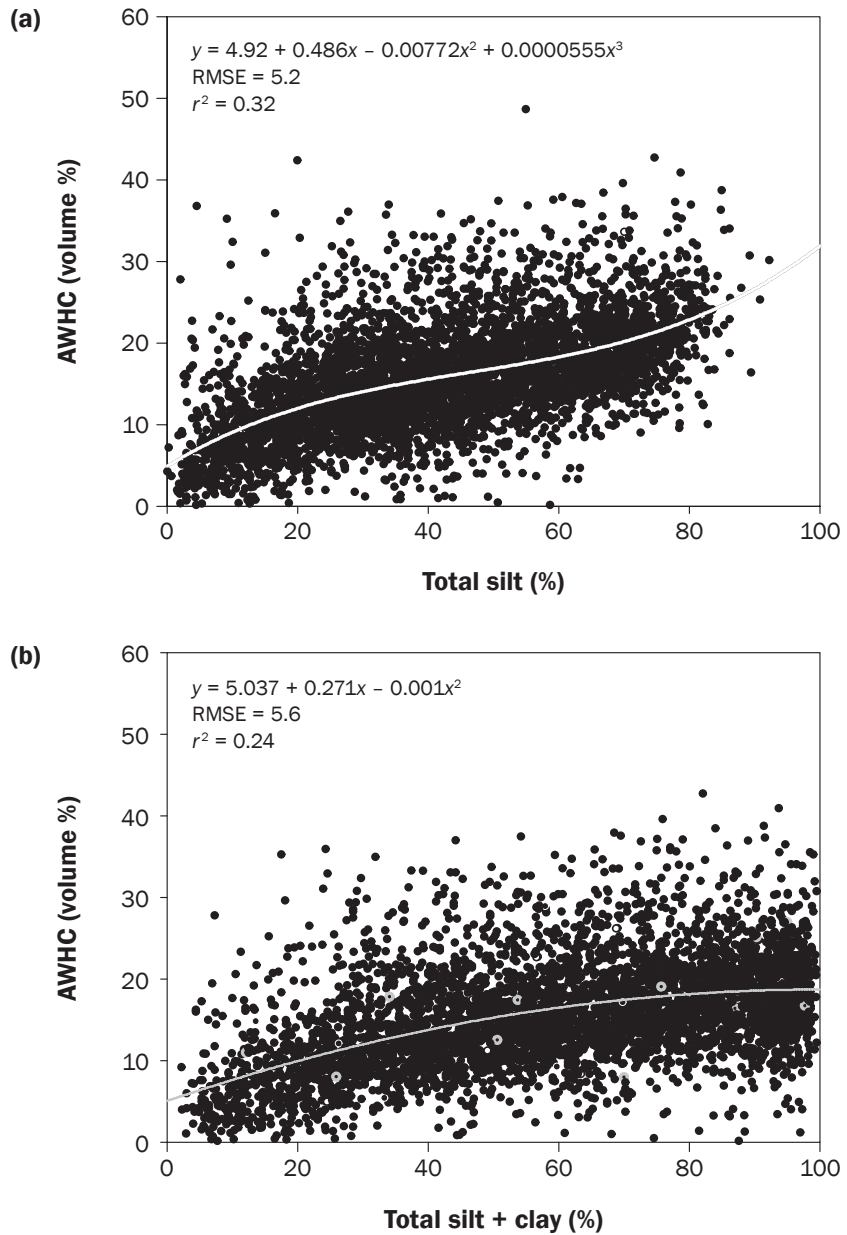 (a)
60
50
40
30
20
10
0
AWHC (volume %)
y = 4.92 + 0.486x – 0.00772x² + 0.0000555x³
RMSE = 5.2
r² = 0.32
0 20 40 60 80 100
Total silt (%)
(b)
60
50
40
30
20
10
0
AWHC (volume %)
y = 5.037 + 0.271x – 0.001x²
RMSE = 5.6
r² = 0.24
0 20 40 60 80 100
Total silt + clay (%)